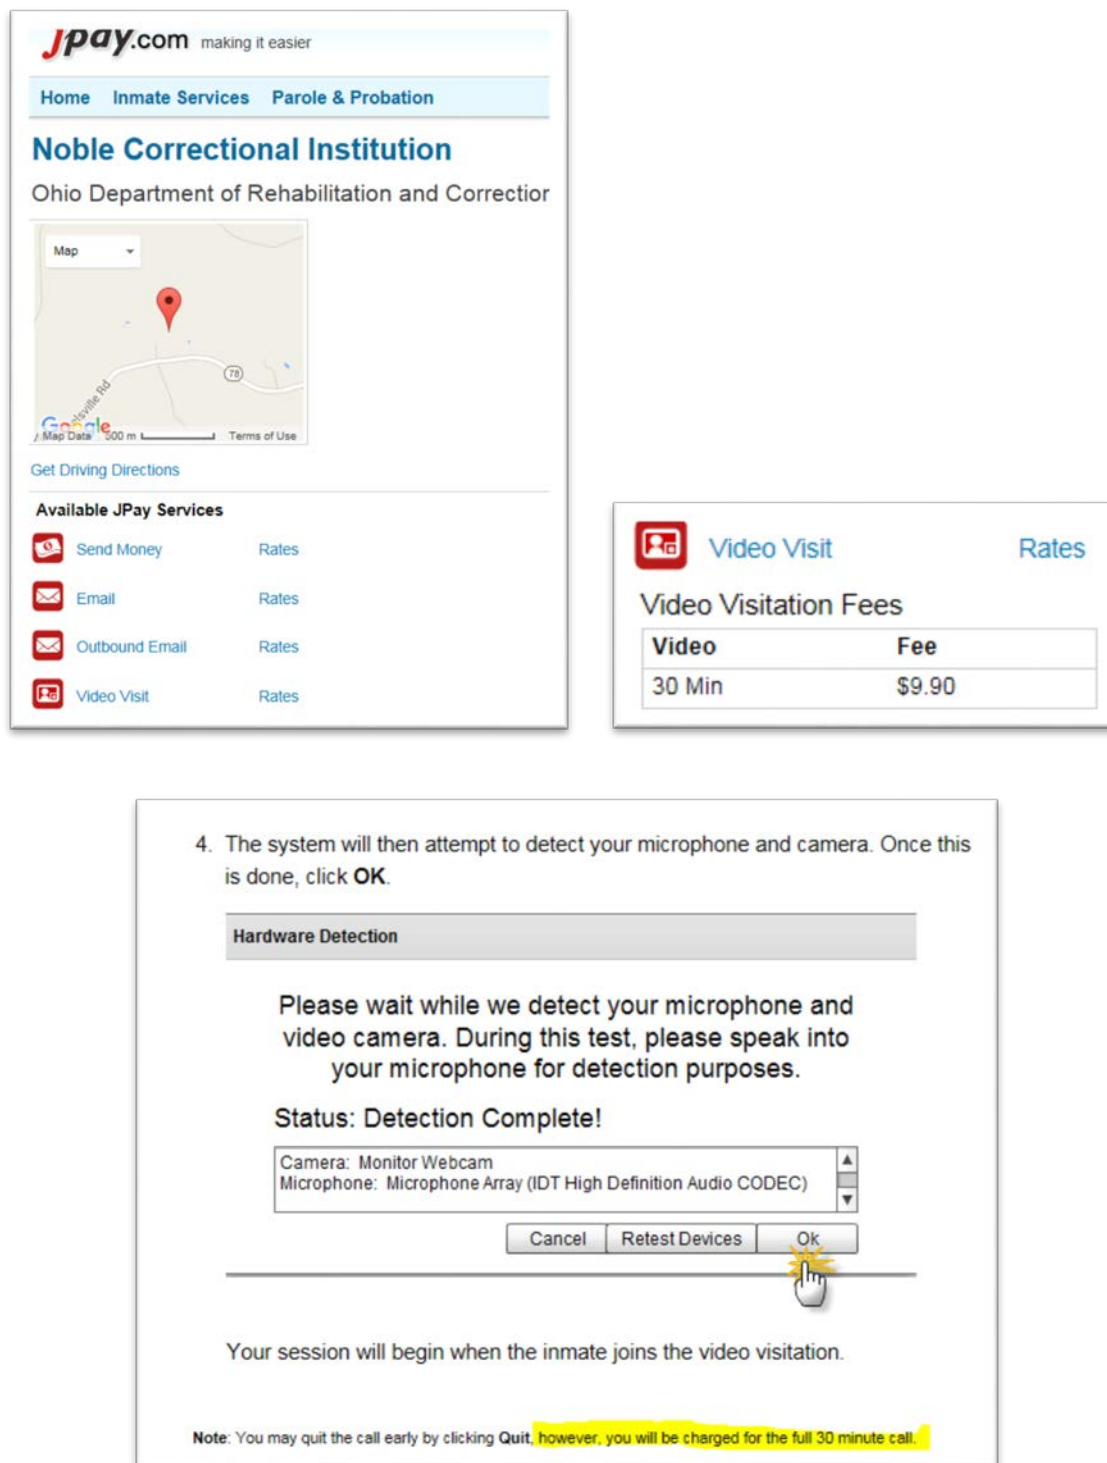 Jpay.com making it easier
Home Inmate Services Parole & Probation
Noble Correctional Institution
Ohio Department of Rehabilitation and Correctior
Map
78
elsville Rd
Google
Map Data 500 m Terms of Use
Get Driving Directions
Available JPay Services
Send Money Rates
Email Rates
Outbound Email Rates
Video Visit Rates
Video Visit Rates
Video Visitation Fees
Video Fee
30 Min $9.90
4. The system will then attempt to detect your microphone and camera. Once this
is done, click OK.
Hardware Detection
Please wait while we detect your microphone and
video camera. During this test, please speak into
your microphone for detection purposes.
Status: Detection Complete!
Camera: Monitor Webcam
Microphone: Microphone Array (IDT High Definition Audio CODEC)
Cancel Retest Devices Ok
Your session will begin when the inmate joins the video visitation.
Note: You may quit the call early by clicking Quit, however, you will be charged for the full 30 minute call.